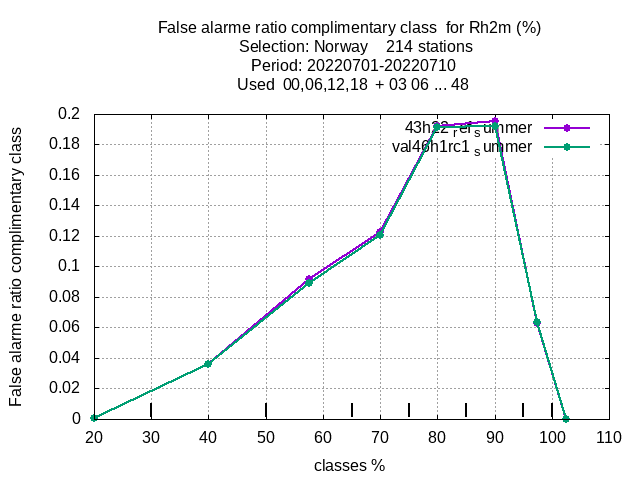 False alarme ratio complimentary class  for Rh2m (%)
Selection: Norway    214 stations
Period: 20220701-20220710
Used  00,06,12,18  + 03 06 ... 48
False alarme ratio complimentary class
0.2
0.18
0.16
0.14
0.12
0.1
0.08
0.06
0.04
0.02
0
43h22_ref_summer
val46h1rc1_summer
20 30 40 50 60 70 80 90 100 110
classes %